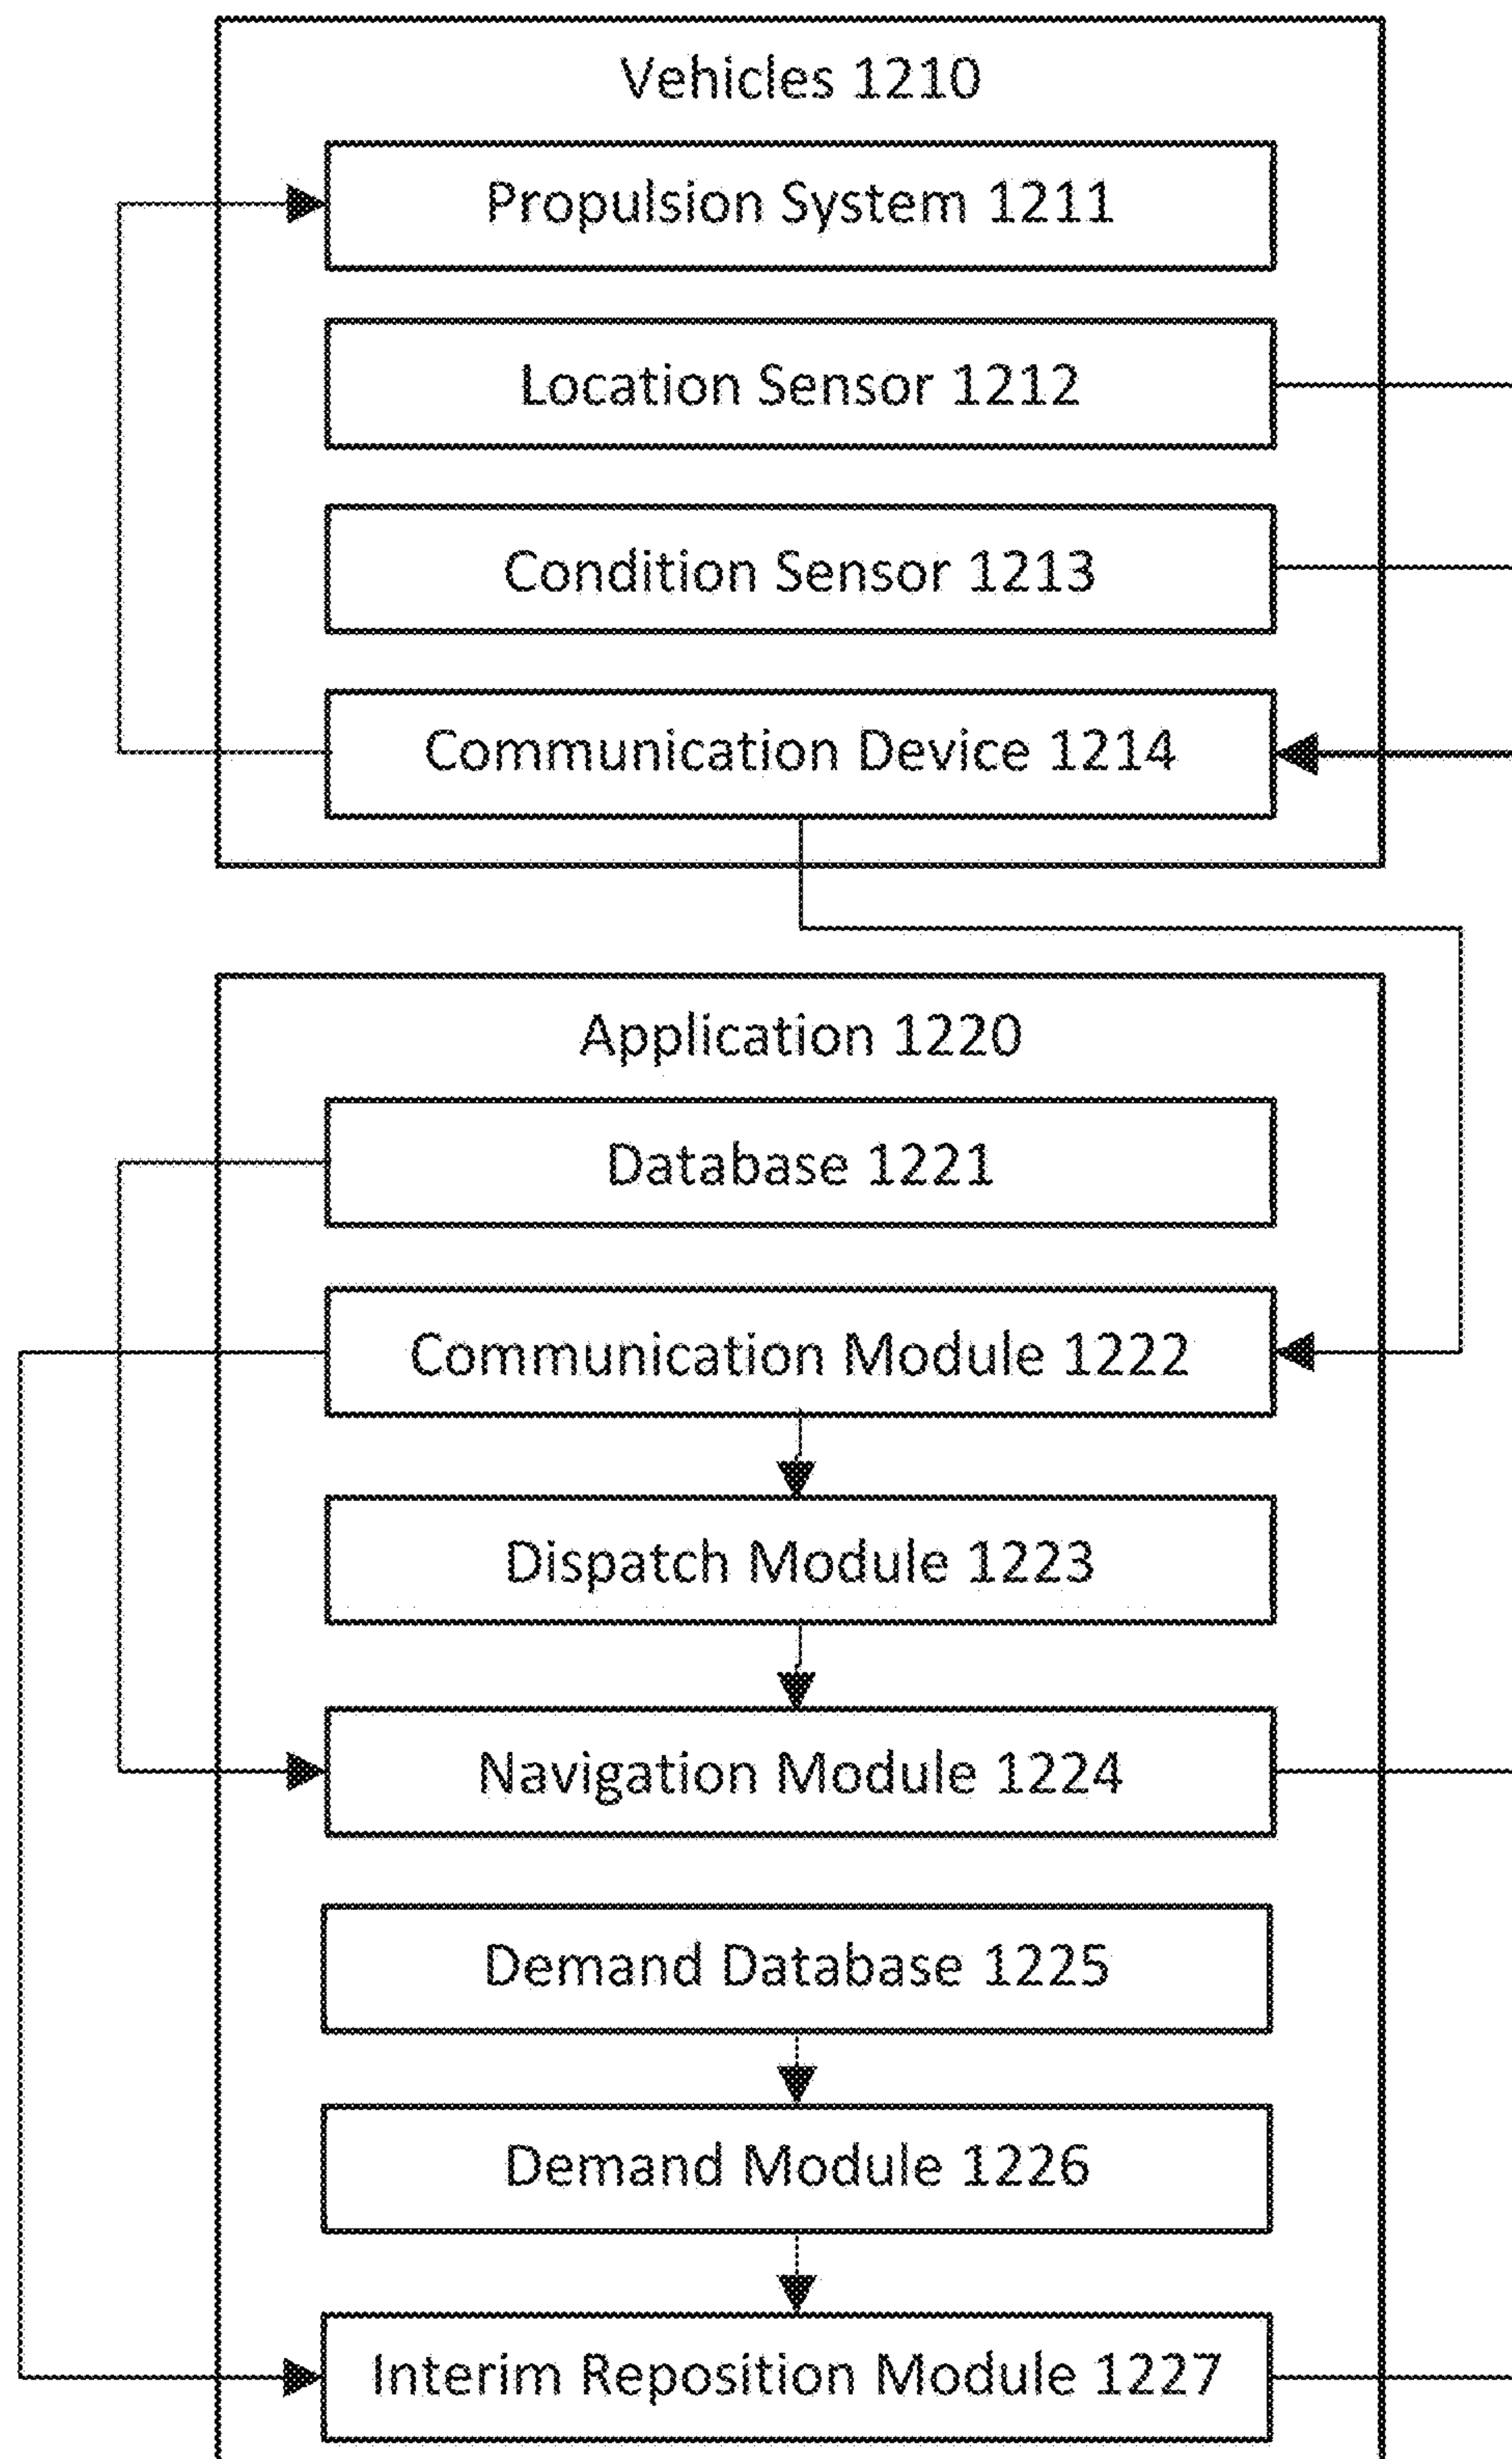 Vehicles 1210
Propulsion System 1211
Location Sensor 1212
Condition Sensor 1213
Communication Device 1214
Application 1220
Database 1221
Communication Module 1222
Dispatch Module 1223
Navigation Module 1224
Demand Database 1225
Demand Module 1226
Interim Reposition Module 1227